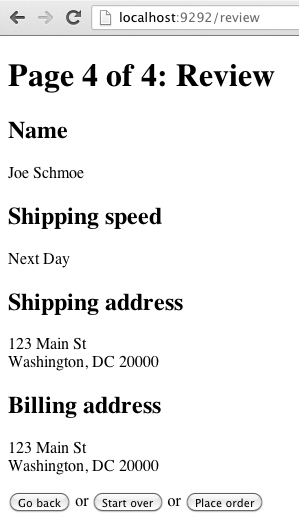 localhost:9292/review
Page 4 of 4: Review
Name
Joe Schmoe
Shipping speed
Next Day
Shipping address
123 Main St
Washington, DC 20000
Billing address
123 Main St
Washington, DC 20000
Go back or Start over or Place order